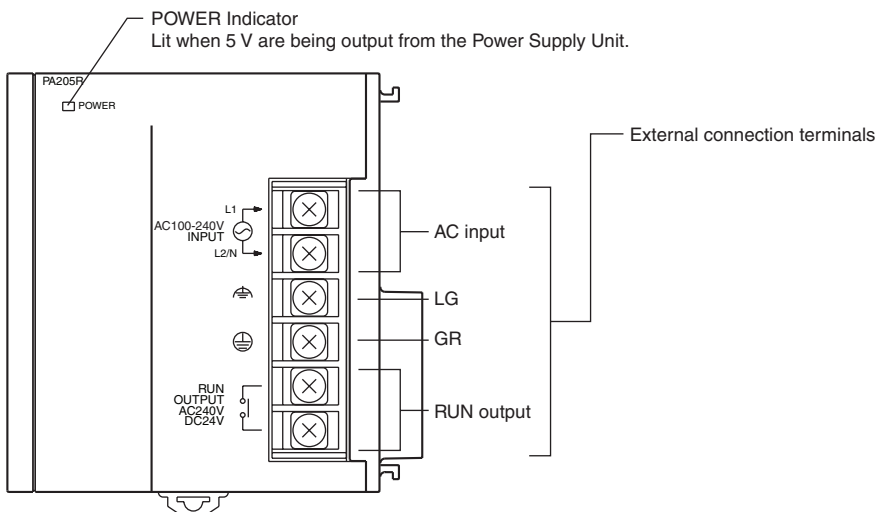 POWER Indicator
Lit when 5 V are being output from the Power Supply Unit.
PA205R
POWER
External connection terminals
L1
AC100-240V
INPUT
L2/N
AC input
LG
GR
RUN
OUTPUT
AC240V
DC24V
RUN output